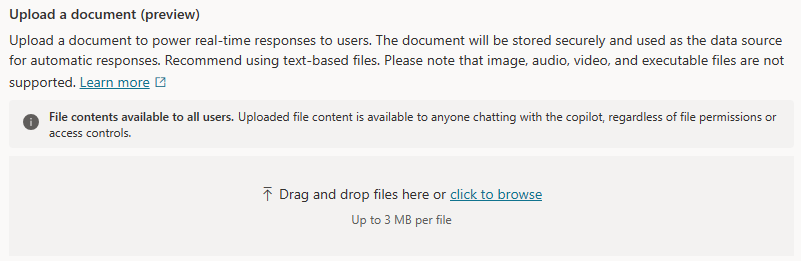 Upload a document (preview)
Upload a document to power real-time responses to users. The document will be stored securely and used as the data source
for automatic responses. Recommend using text-based files. Please note that image, audio, video, and executable files are not
supported. Learn more
File contents available to all users. Uploaded file content is available to anyone chatting with the copilot, regardless of file permissions or
access controls.
Drag and drop files here or click to browse
Up to 3 MB per file